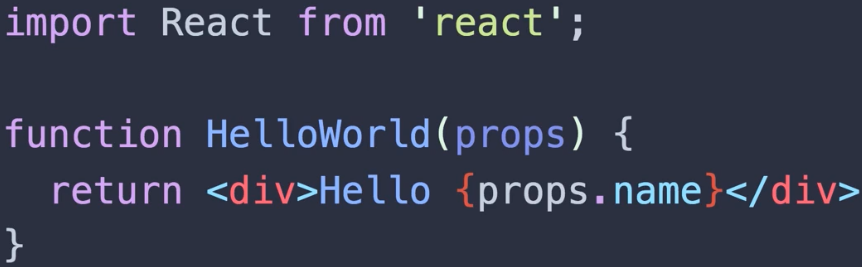 import React from 'react';

function HelloWorld(props) {
  return <div>Hello {props.name}</div>
}